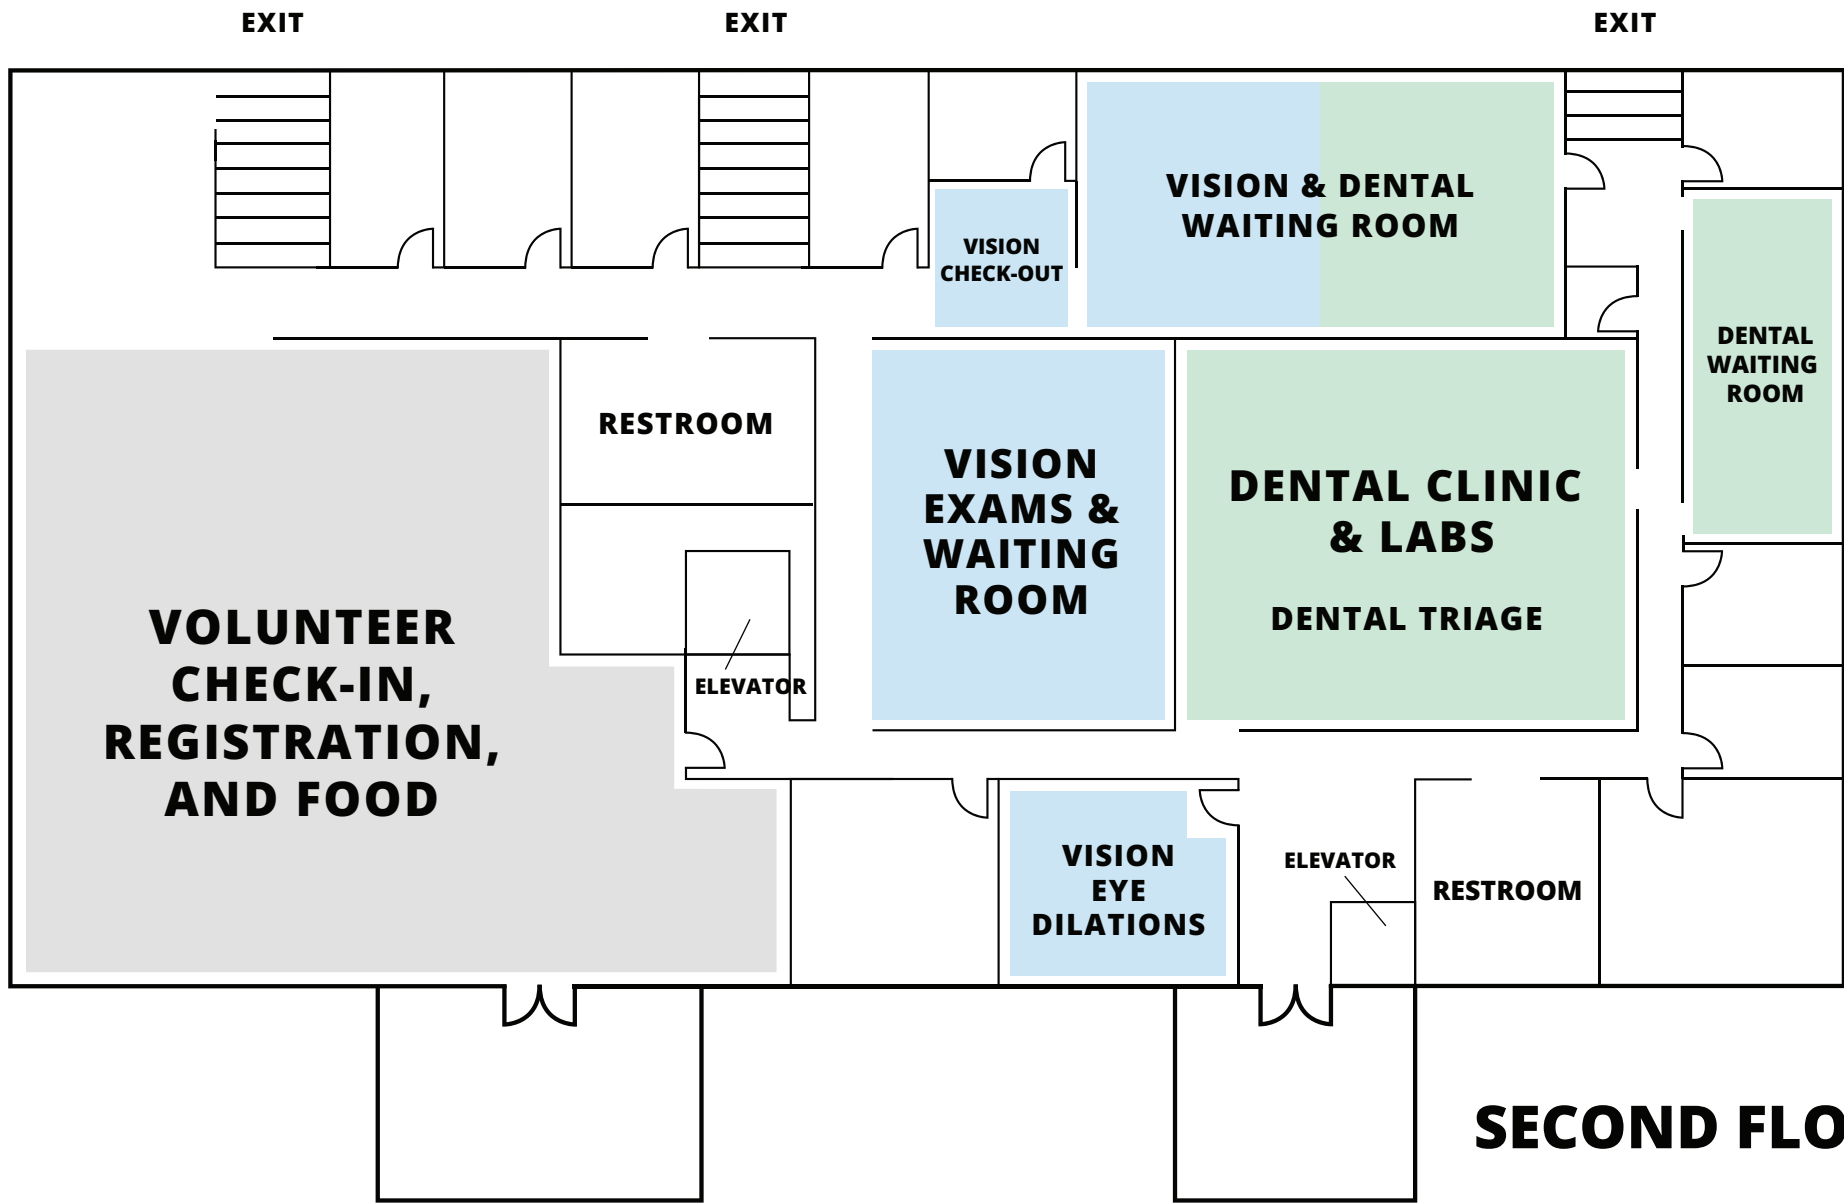 EXIT
EXIT
EXIT
VISION & DENTAL
WAITING ROOM
VISION
CHECK-OUT
DENTAL
WAITING
ROOM
RESTROOM
VISION
EXAMS &
WAITING
ROOM
DENTAL CLINIC
& LABS
DENTAL TRIAGE
VOLUNTEER
CHECK-IN,
REGISTRATION,
AND FOOD
ELEVATOR
VISION
EYE
DILATIONS
ELEVATOR
RESTROOM
SECOND FLO